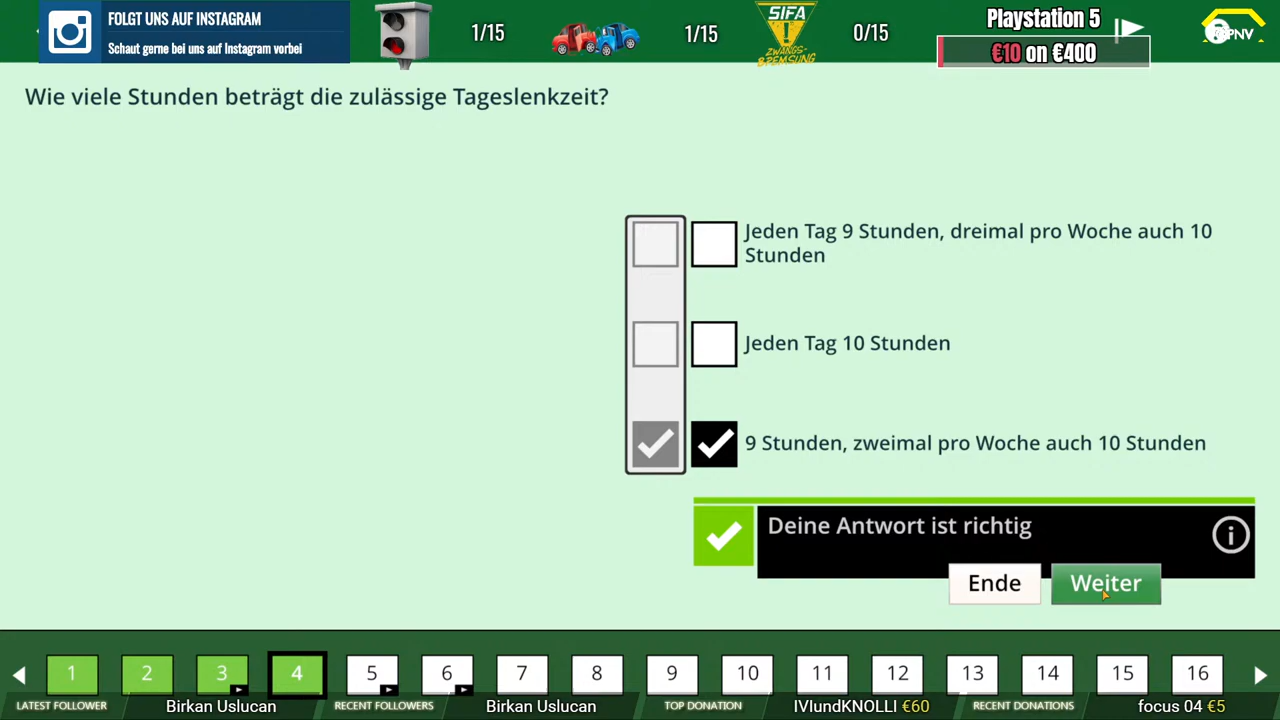 FOLGT UNS AUF INSTAGRAM
Schaut gerne bei uns auf Instagram vorbei
1/15
1/15
SIFA
ZWANGS-
BREMSUNG
0/15
Playstation 5
€10 on €400
ÖPNV
Wie viele Stunden beträgt die zulässige Tageslenkzeit?
Jeden Tag 9 Stunden, dreimal pro Woche auch 10
Stunden
Jeden Tag 10 Stunden
9 Stunden, zweimal pro Woche auch 10 Stunden
Deine Antwort ist richtig
Ende
Weiter
1 2 3 4 5 6 7 8 9 10 11 12 13 14 15 16
LATEST FOLLOWER Birkan Uslucan RECENT FOLLOWERS Birkan Uslucan TOP DONATION IVIundKNOLLI €60 RECENT DONATIONS focus 04 €5